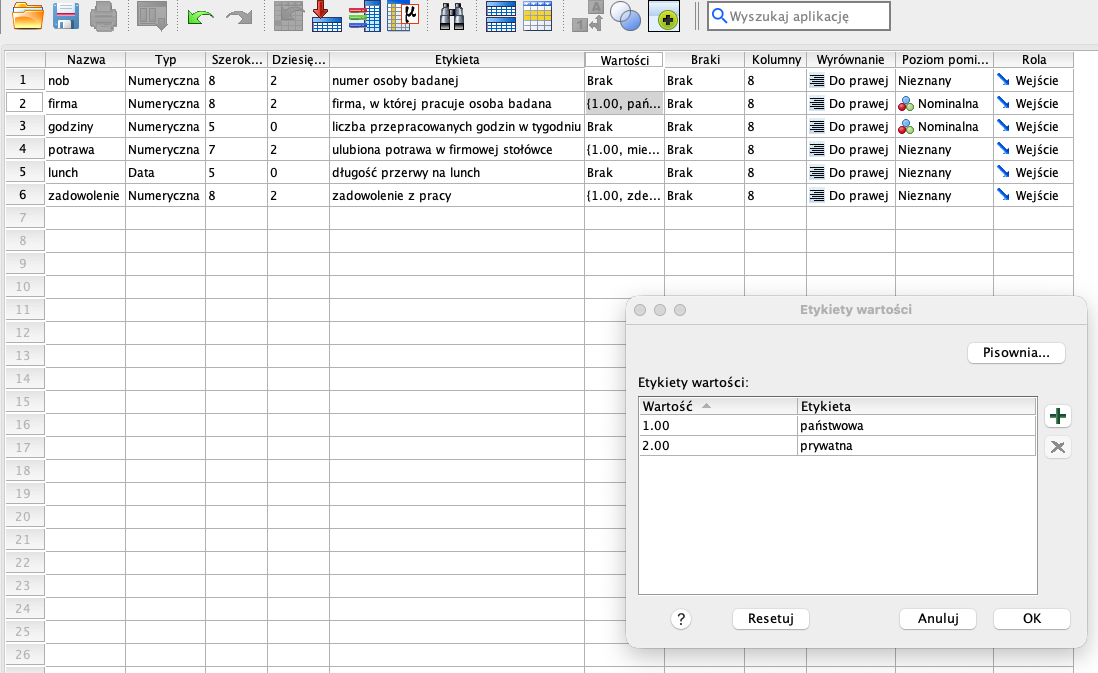 Wyszukaj aplikację
Nazwa Typ Szerok... Dziesię... Etykieta Wartości Braki Kolumny Wyrównanie Poziom pomi... Rola
1 nob Numeryczna 8 2 numer osoby badanej Brak Brak 8 Do prawej Nieznany Wejście
2 firma Numeryczna 8 2 firma, w której pracuje osoba badana {1.00, pań... Brak 8 Do prawej Nominalna Wejście
3 godziny Numeryczna 5 0 liczba przepracowanych godzin w tygodniu Brak Brak 8 Do prawej Nominalna Wejście
4 potrawa Numeryczna 7 2 ulubiona potrawa w firmowej stołówce {1.00, mie... Brak 8 Do prawej Nieznany Wejście
5 lunch Data 5 0 długość przerwy na lunch Brak Brak 8 Do prawej Nieznany Wejście
6 zadowolenie Numeryczna 8 2 zadowolenie z pracy {1.00, zde... Brak 8 Do prawej Nieznany Wejście
7
8
9
10
11
12
13
14
15
16
17
18
19
20
21
22
23
24
25
26
Etykiety wartości
Pisownia...
Etykiety wartości:
Wartość Etykieta
1.00 państwowa
2.00 prywatna
? Resetuj Anuluj OK